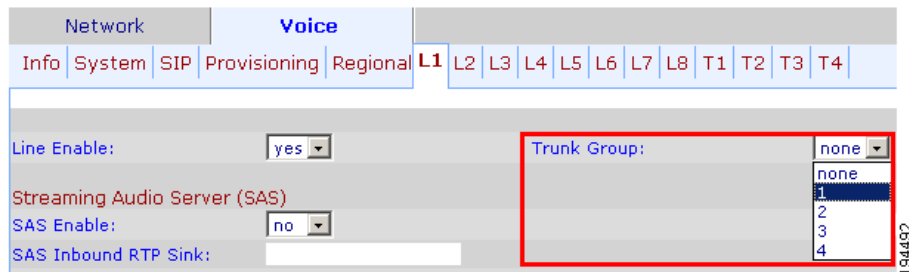 Network Voice
Info System SIP Provisioning Regional L1 L2 L3 L4 L5 L6 L7 L8 T1 T2 T3 T4
Line Enable: yes Trunk Group: none
none
Streaming Audio Server (SAS) 1
SAS Enable: no 2
3
SAS Inbound RTP Sink: 4
194492